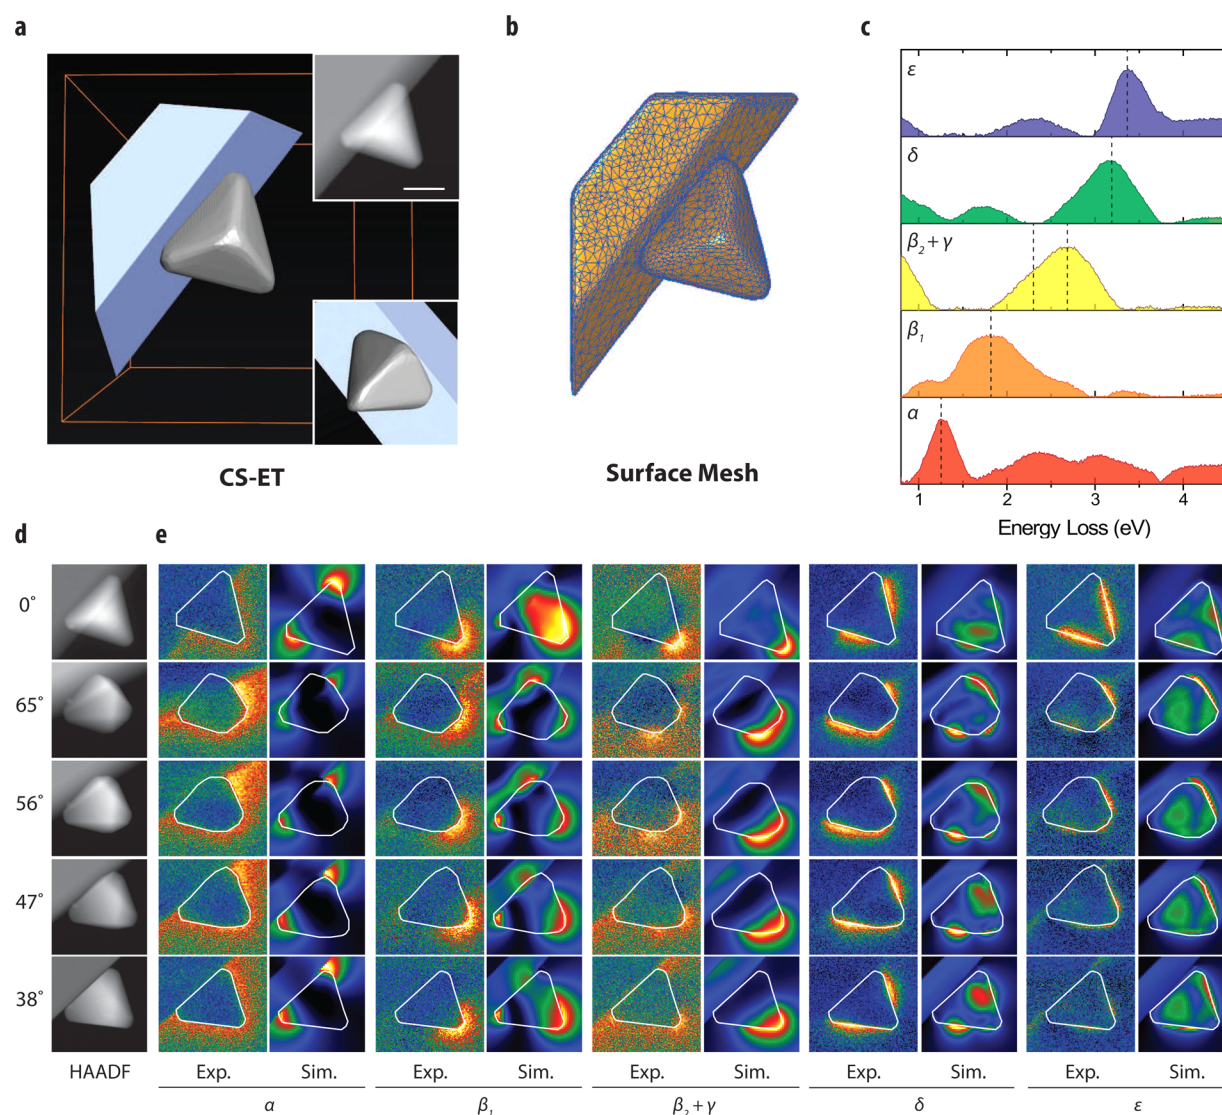 a
b
c
CS-ET
Surface Mesh
ε
δ
β₂ + γ
β₁
α
1 2 3 4
Energy Loss (eV)
d
e
0°
65°
56°
47°
38°
HAADF Exp. Sim. Exp. Sim. Exp. Sim. Exp. Sim. Exp. Sim.
α β₁ β₂ + γ δ ε